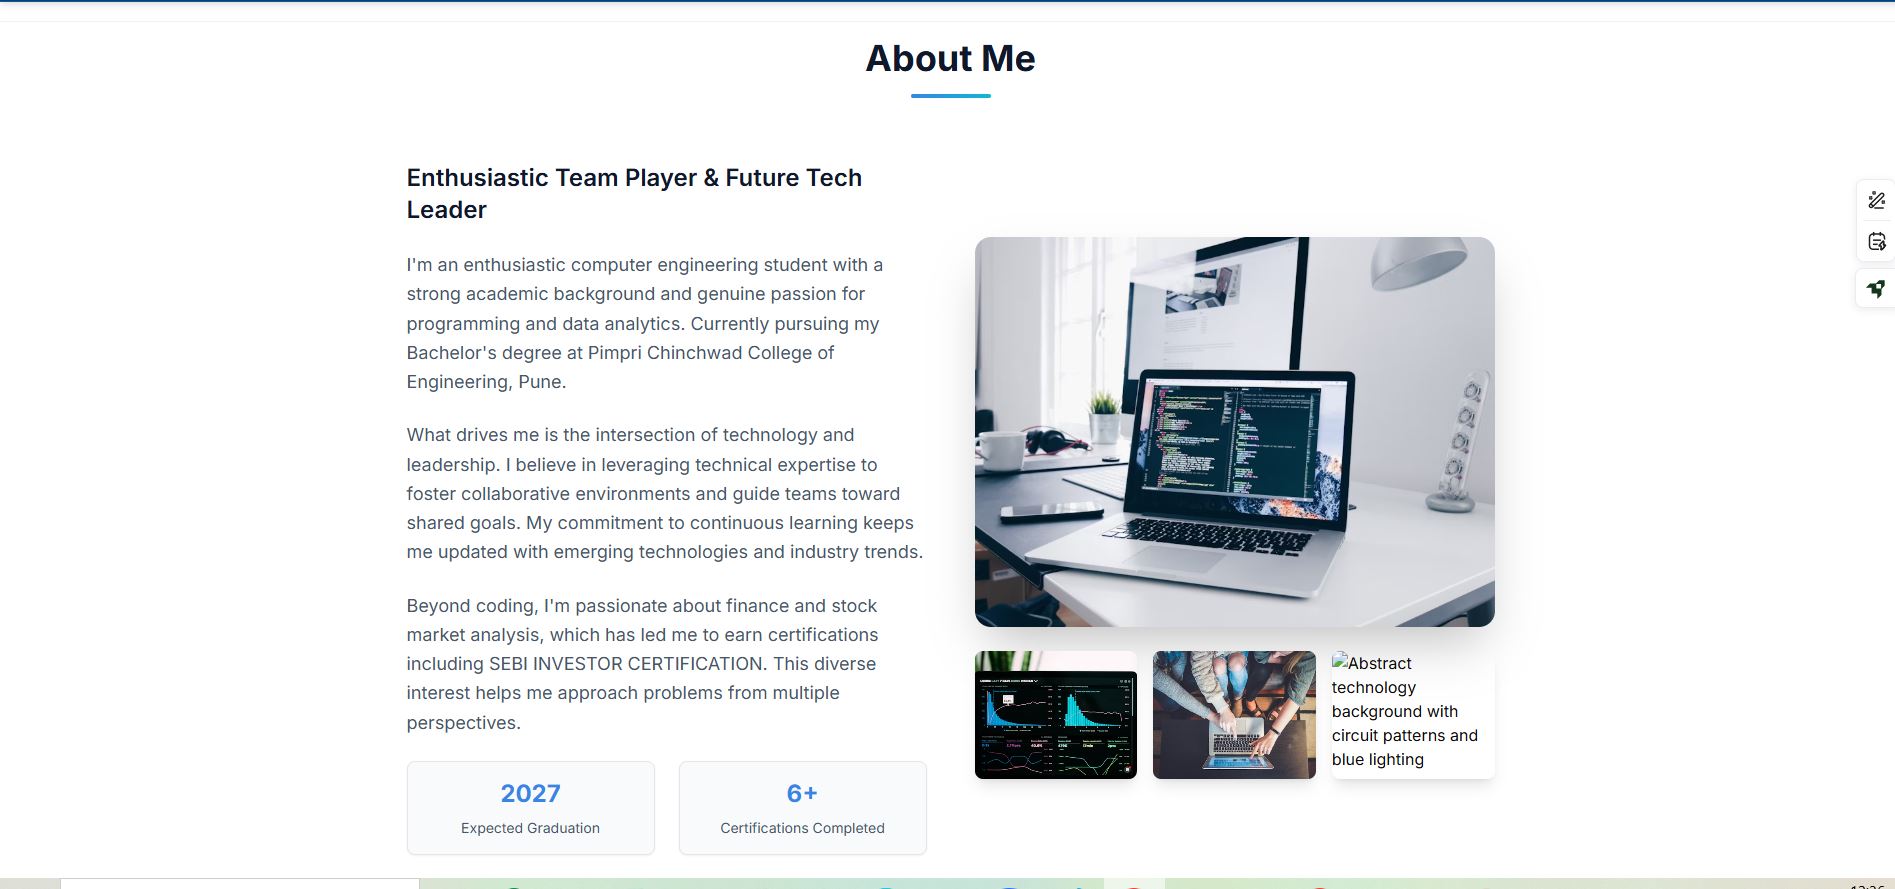 About Me
Enthusiastic Team Player & Future Tech
Leader
I'm an enthusiastic computer engineering student with a
strong academic background and genuine passion for
programming and data analytics. Currently pursuing my
Bachelor's degree at Pimpri Chinchwad College of
Engineering, Pune.
What drives me is the intersection of technology and
leadership. I believe in leveraging technical expertise to
foster collaborative environments and guide teams toward
shared goals. My commitment to continuous learning keeps
me updated with emerging technologies and industry trends.
Beyond coding, I'm passionate about finance and stock
market analysis, which has led me to earn certifications
including SEBI INVESTOR CERTIFICATION. This diverse
interest helps me approach problems from multiple
perspectives.
2027
Expected Graduation
6+
Certifications Completed
Abstract
technology
background with
circuit patterns and
blue lighting